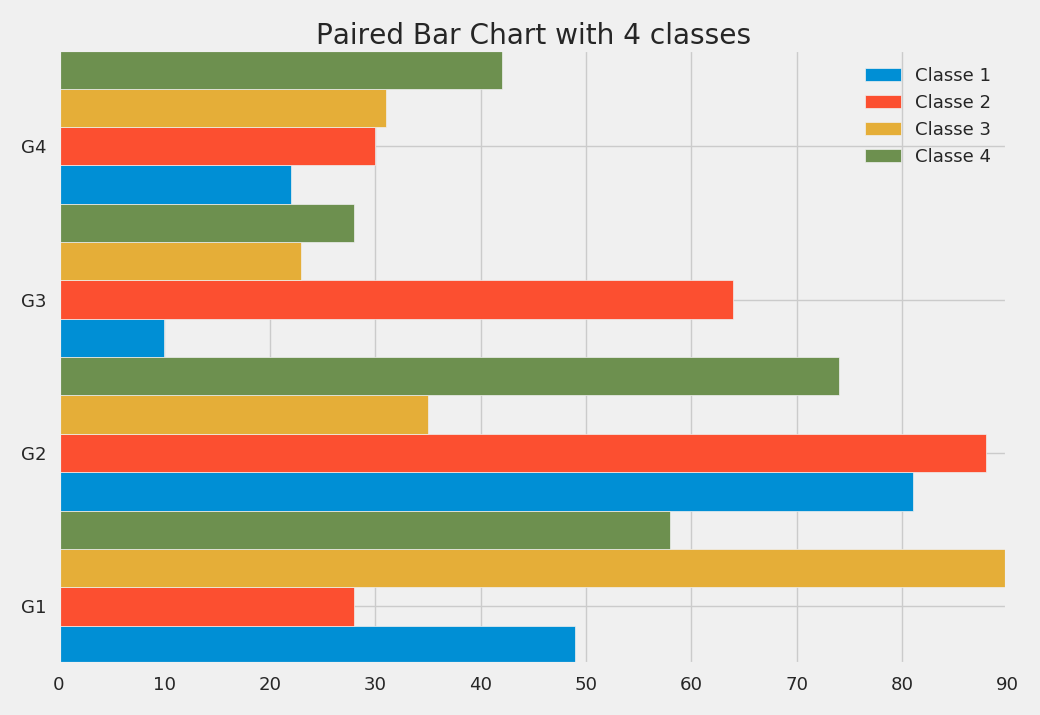 Paired Bar Chart with 4 classes
Classe 1
Classe 2
Classe 3
Classe 4
G4
G3
G2
G1
0 10 20 30 40 50 60 70 80 90